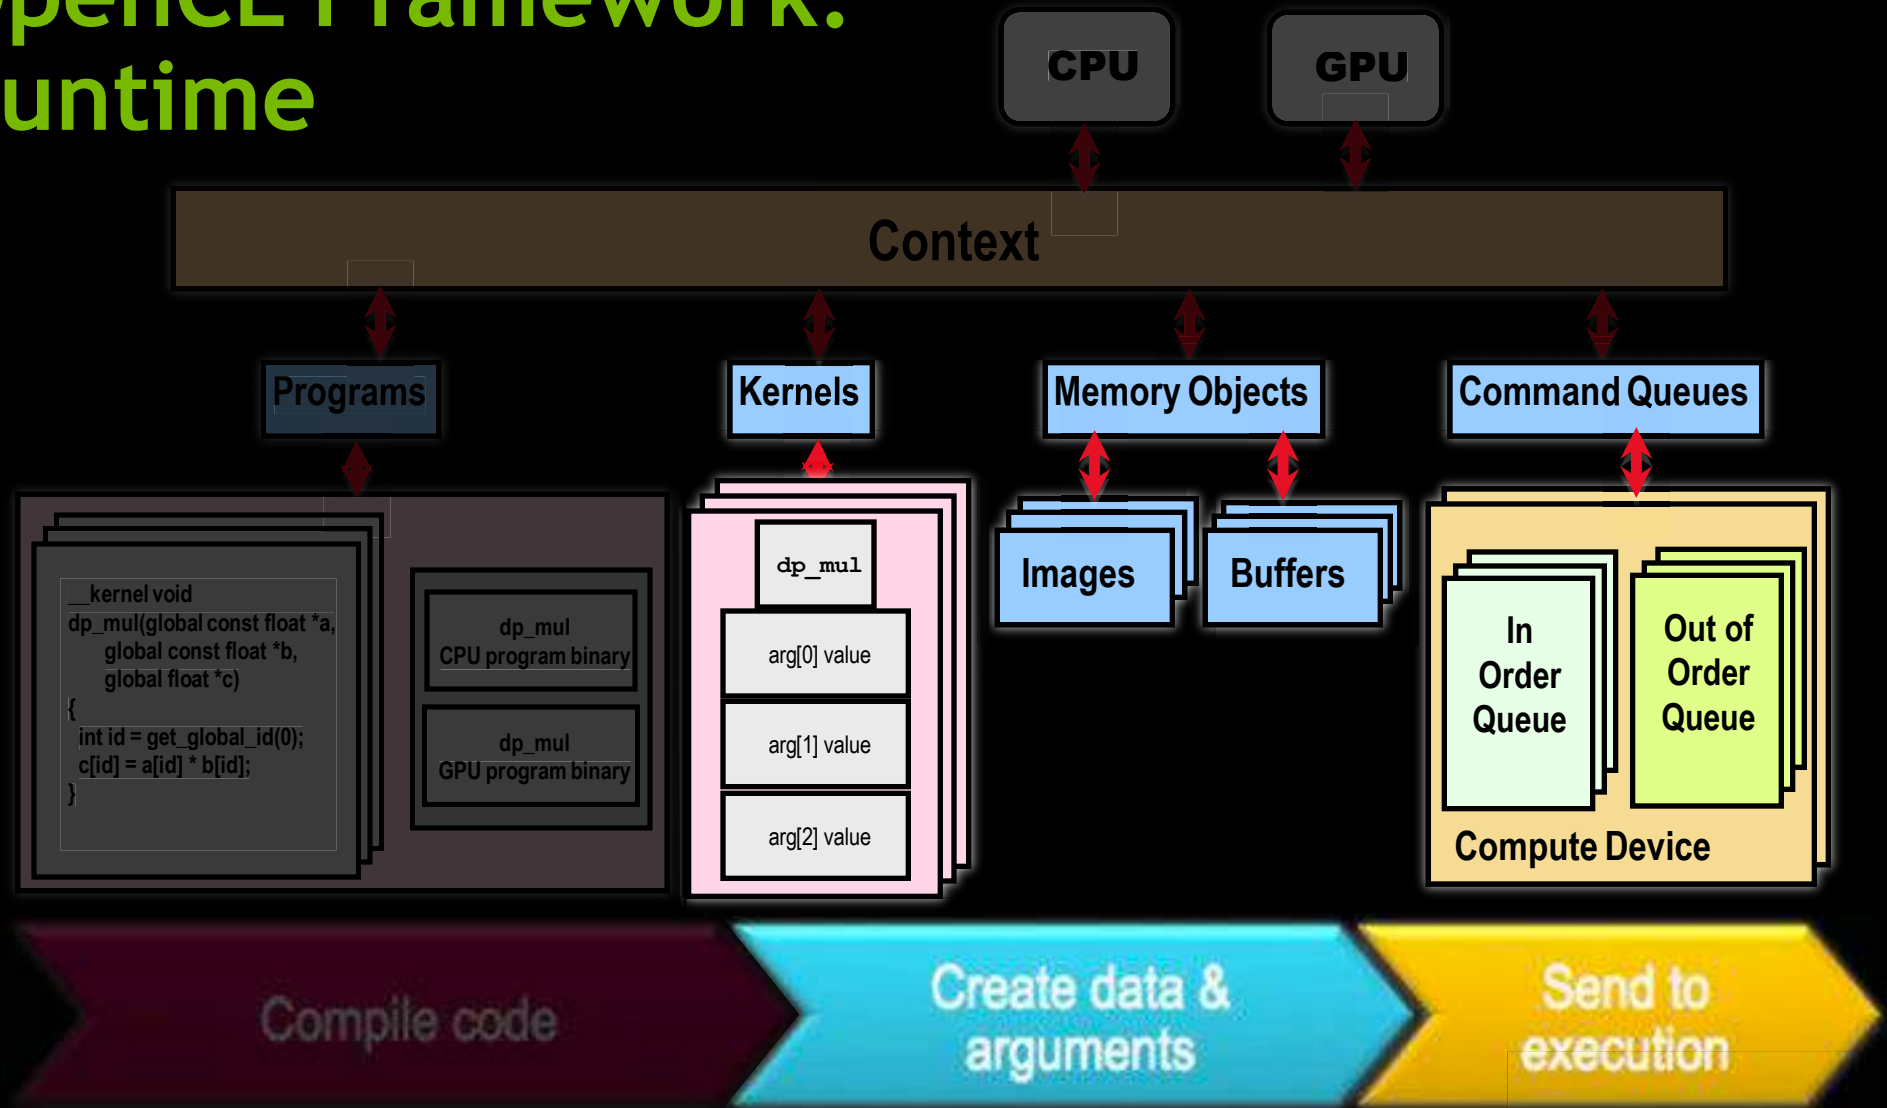 penCL Framework:
untime
CPU
GPU
Context
Programs
Kernels
Memory Objects
Command Queues
__kernel void
dp_mul(global const float *a,
global const float *b,
global float *c)
{
int id = get_global_id(0);
c[id] = a[id] * b[id];
}
dp_mul
CPU program binary
dp_mul
GPU program binary
dp_mul
arg[0] value
arg[1] value
arg[2] value
Images
Buffers
In
Order
Queue
Out of
Order
Queue
Compute Device
Compile code
Create data &
arguments
Send to
execution